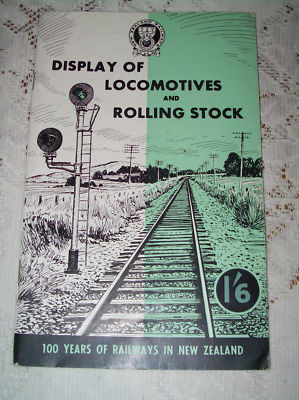 DISPLAY OF
LOCOMOTIVES
AND
ROLLING STOCK
1'6
100 YEARS OF RAILWAYS IN NEW ZEALAND